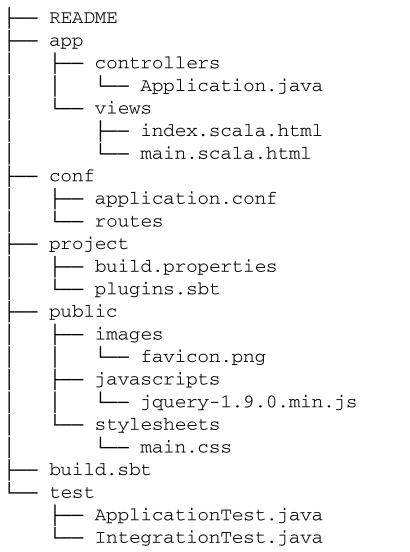 ├── README
├── app
│   ├── controllers
│   │   └── Application.java
│   └── views
│       ├── index.scala.html
│       └── main.scala.html
├── conf
│   ├── application.conf
│   └── routes
├── project
│   ├── build.properties
│   └── plugins.sbt
├── public
│   ├── images
│   │   └── favicon.png
│   ├── javascripts
│   │   └── jquery-1.9.0.min.js
│   └── stylesheets
│       └── main.css
├── build.sbt
└── test
    ├── ApplicationTest.java
    └── IntegrationTest.java